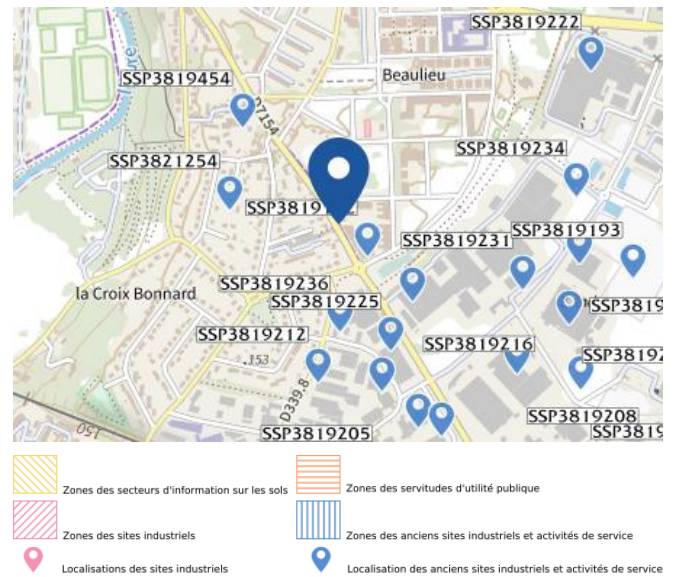 SSP3819222
Beaulieu
SSP3819454
D7154
SSP3819234
SSP3821254
SSP3819193
SSP3819231
SSP3819236
la Croix Bonnard
SSP3819225
SSP3819212
SSP3819216
.153
D339.8
SSP3819208
SSP3819205
150
Zones des secteurs d'information sur les sols
Zones des servitudes d'utilité publique
Zones des sites industriels
Zones des anciens sites industriels et activités de service
Localisations des sites industriels
Localisation des anciens sites industriels et activités de service